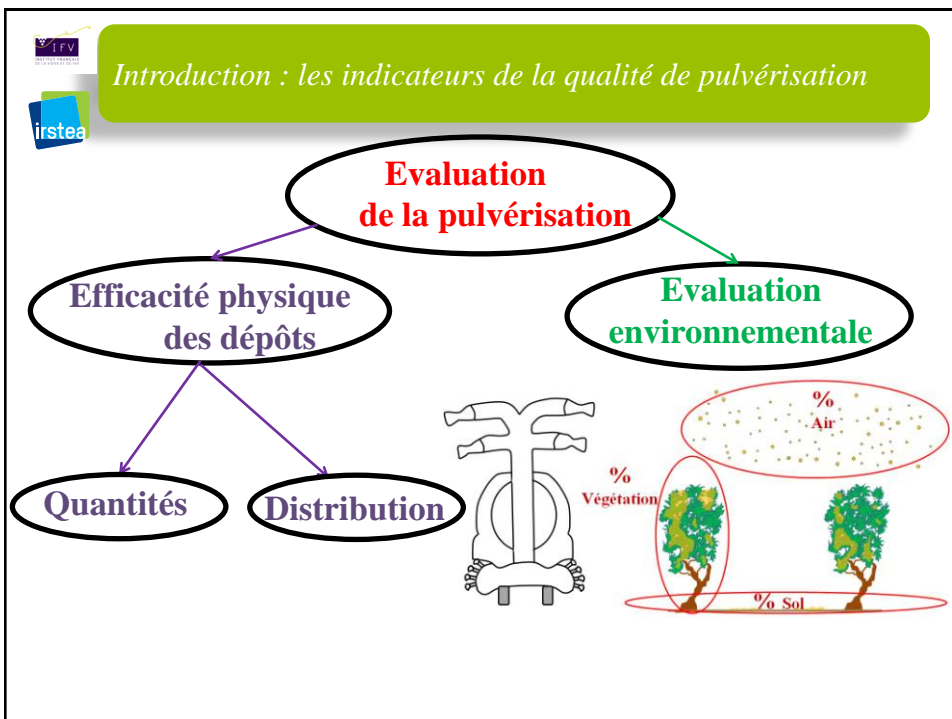 IFV
INSTITUT FRANÇAIS
DE LA VIGNE ET DU VIN
irstea
Introduction : les indicateurs de la qualité de pulvérisation
Evaluation
de la pulvérisation
Efficacité physique
des dépôts
Evaluation
environnementale
Quantités
Distribution
%
Air
%
Végétation
% Sol